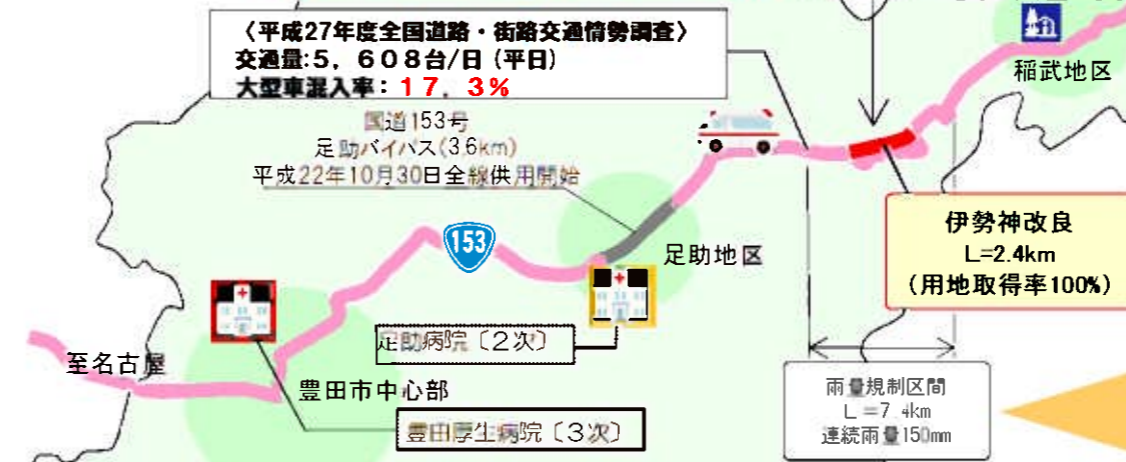 〈平成27年度全国道路・街路交通情勢調査〉
交通量:5，608台/日 (平日)
大型車混入率：17．3%
国道153号
足助バイパス(3.6km)
平成22年10月30日全線供用開始
稲武地区
153
足助地区
伊勢神改良
L=2.4km
（用地取得率100%）
足助病院〔2次〕
至名古屋
豊田市中心部
豊田厚生病院〔3次〕
雨量規制区間
L=7.4km
連続雨量150mm